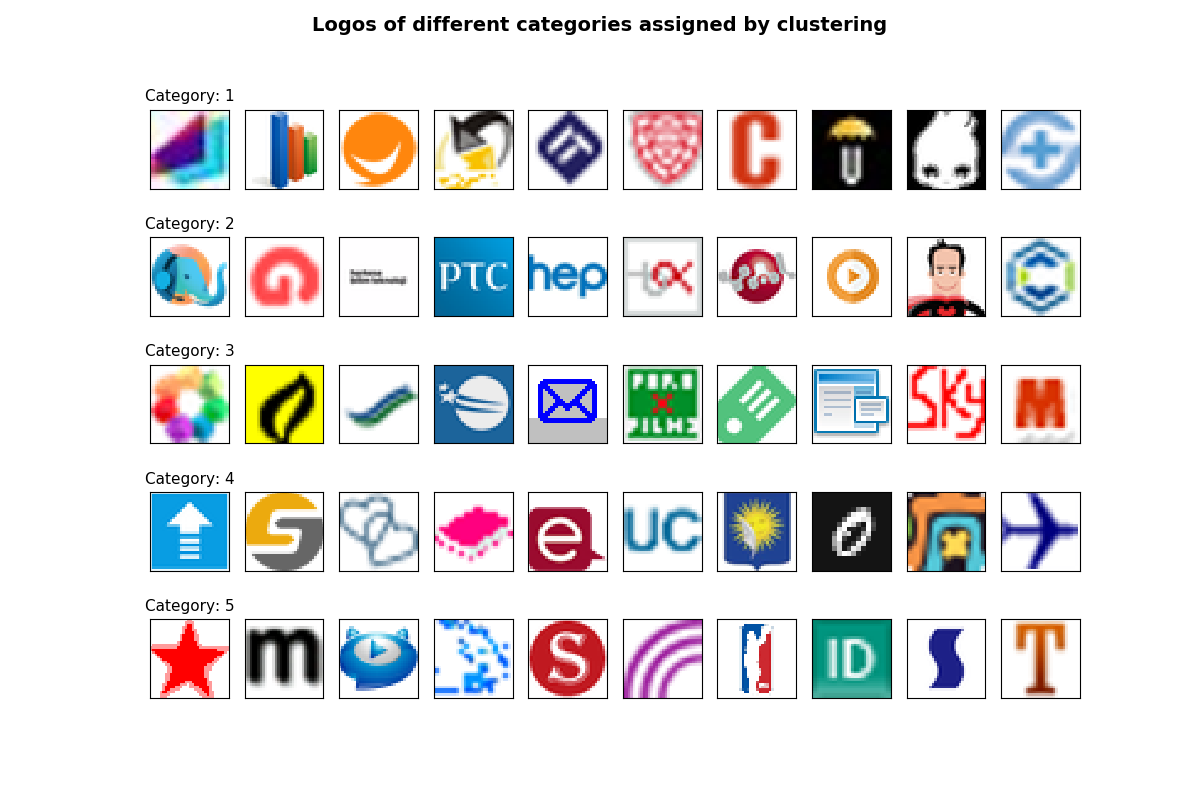 Logos of different categories assigned by clustering
Category: 1
C
Category: 2
PTC
hep
Category: 3
SKY
M
Category: 4
S
e
UC
Category: 5
m
S
ID
S
T